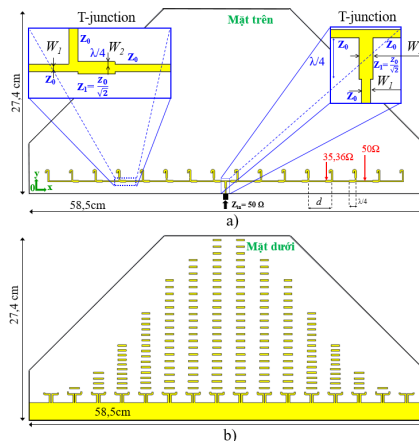 T-junction
Mặt trên
T-junction
W₁
Z₀
λ/4
W₂
Z₀
Z₀
Z₁= Z₀/√2
Z₀
Z₀
W
λ/4
Z₁= Z₀/√2
Z₀
W₁
27,4 cm
y
0
x
35,36Ω
50Ω
58,5cm
Zᵢₙ= 50 Ω
d
λ/4
a)
Mặt dưới
27,4 cm
58,5cm
b)